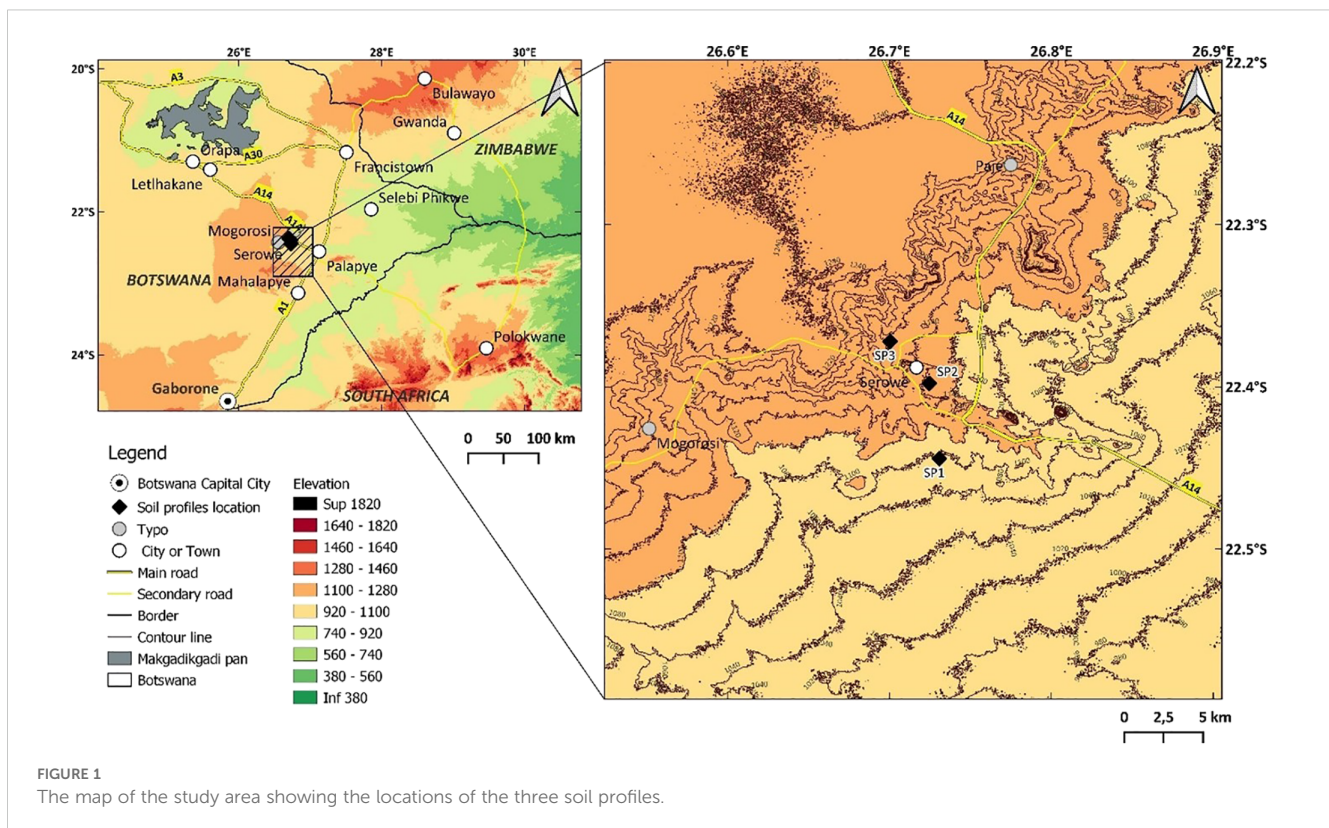 26°E 28°E 30°E
20°S
22°S
24°S
A3
Bulawayo
Gwanda
ZIMBABWE
Orapa
A30
Francistown
Letlhakane
A14
Selebi Phikwe
Mogorosi
Serowe
Palapye
BOTSWANA
Mahalapye
A1
Polokwane
Gaborone
SOUTH AFRICA
0 50 100 km
Legend
Botswana Capital City
Soil profiles location
Typo
City or Town
Main road
Secondary road
Border
Contour line
Makgadikgadi pan
Botswana
Elevation
Sup 1820
1640 - 1820
1460 - 1640
1280 - 1460
1100 - 1280
920 - 1100
740 - 920
560 - 740
380 - 560
Inf 380
26.6°E 26.7°E 26.8°E 26.9°E
22.2°S
22.3°S
22.4°S
22.5°S
A14
Paje
SP3
SP2
Serowe
Mogorosi
SP1
A14
0 2,5 5 km
FIGURE 1
The map of the study area showing the locations of the three soil profiles.